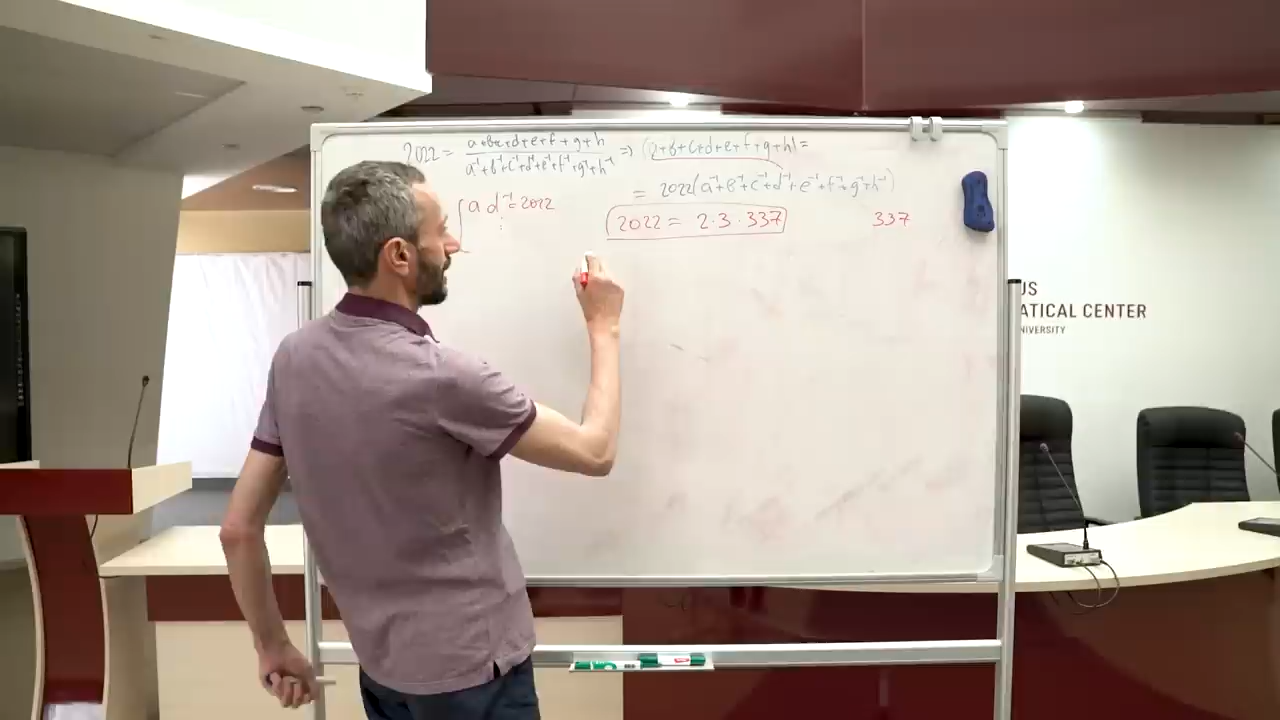 2022 = a+b+c+d+e+f+g+h / a⁻¹+b⁻¹+c⁻¹+d⁻¹+e⁻¹+f⁻¹+g⁻¹+h⁻¹ => (a+b+c+d+e+f+g+h) =
= 2022(a⁻¹+b⁻¹+c⁻¹+d⁻¹+e⁻¹+f⁻¹+g⁻¹+h⁻¹)
{ a d⁻¹ = 2022
2022 = 2·3·337
337
US
ATICAL CENTER
NIVERSITY